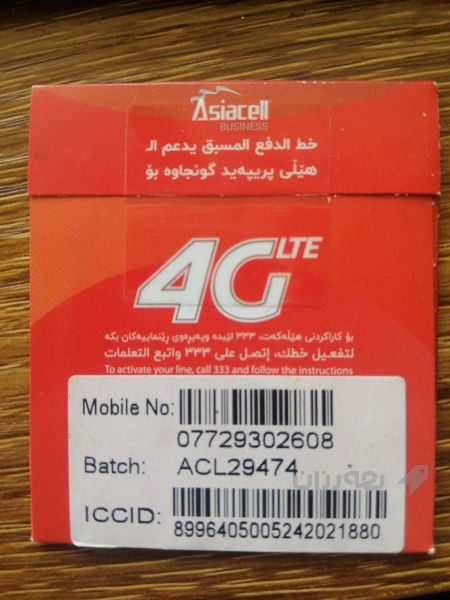 Asiacell
BUSINESS
خط الدفع المسبق يدعم الـ
هێڵی پریپەید گونجاوە بۆ
4G LTE
بۆ کاراکردنی هێڵەکەت، ٣٣٣ لێبدە وپەیڕەوی ڕێنماییەکان بکە
لتفعيل خطك، إتصل على ٣٣٣ واتبع التعلمات
To activate your line, call 333 and follow the instructions
Mobile No:
07729302608
Batch: ACL29474
ICCID:
8996405005242021880